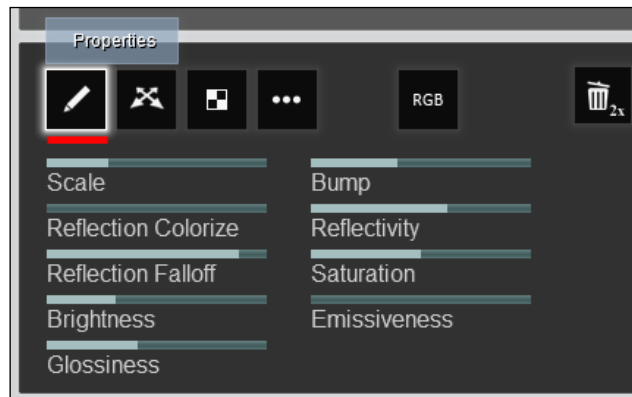 Properties
RGB
2x
Scale
Bump
Reflection Colorize
Reflectivity
Reflection Falloff
Saturation
Brightness
Emissiveness
Glossiness